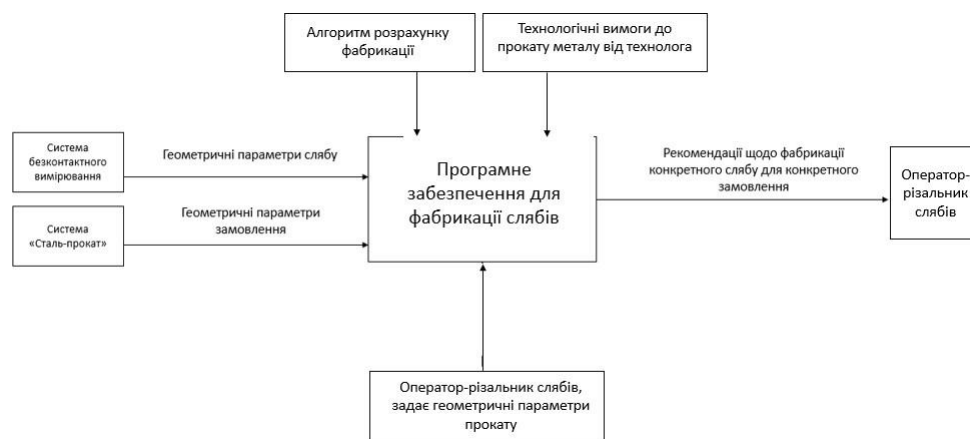 Алгоритм розрахунку
фабрикації
Технологічні вимоги до
прокату металу від технолога
Система
безконтактного
вимірювання
Геометричні параметри слябу
Програмне
забезпечення для
фабрикації слябів
Рекомендації щодо фабрикації
конкретного слябу для конкретного
замовлення
Оператор-
різальник
слябів
Система
«Сталь-прокат»
Геометричні параметри
замовлення
Оператор-різальник слябів,
задає геометричні параметри
прокату